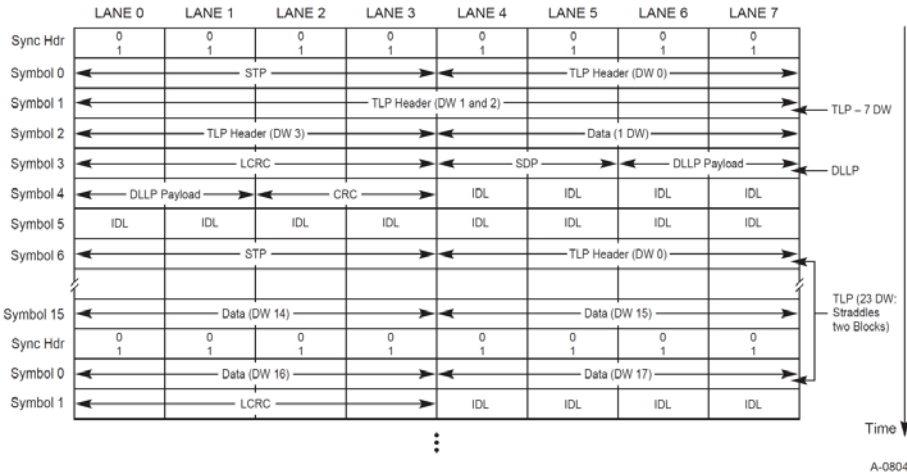 LANE 0 LANE 1 LANE 2 LANE 3 LANE 4 LANE 5 LANE 6 LANE 7
Sync Hdr 0 0 0 0 0 0 0 0
1 1 1 1 1 1 1 1
Symbol 0 STP TLP Header (DW 0)
Symbol 1 TLP Header (DW 1 and 2)
TLP – 7 DW
Symbol 2 TLP Header (DW 3) Data (1 DW)
Symbol 3 LCRC SDP DLLP Payload
DLLP
Symbol 4 DLLP Payload CRC IDL IDL IDL IDL
Symbol 5 IDL IDL IDL IDL IDL IDL IDL IDL
Symbol 6 STP TLP Header (DW 0)
TLP (23 DW:
Straddles
two Blocks)
Symbol 15 Data (DW 14) Data (DW 15)
Sync Hdr 0 0 0 0 0 0 0 0
1 1 1 1 1 1 1 1
Symbol 0 Data (DW 16) Data (DW 17)
Symbol 1 LCRC IDL IDL IDL IDL
Time
A-0804